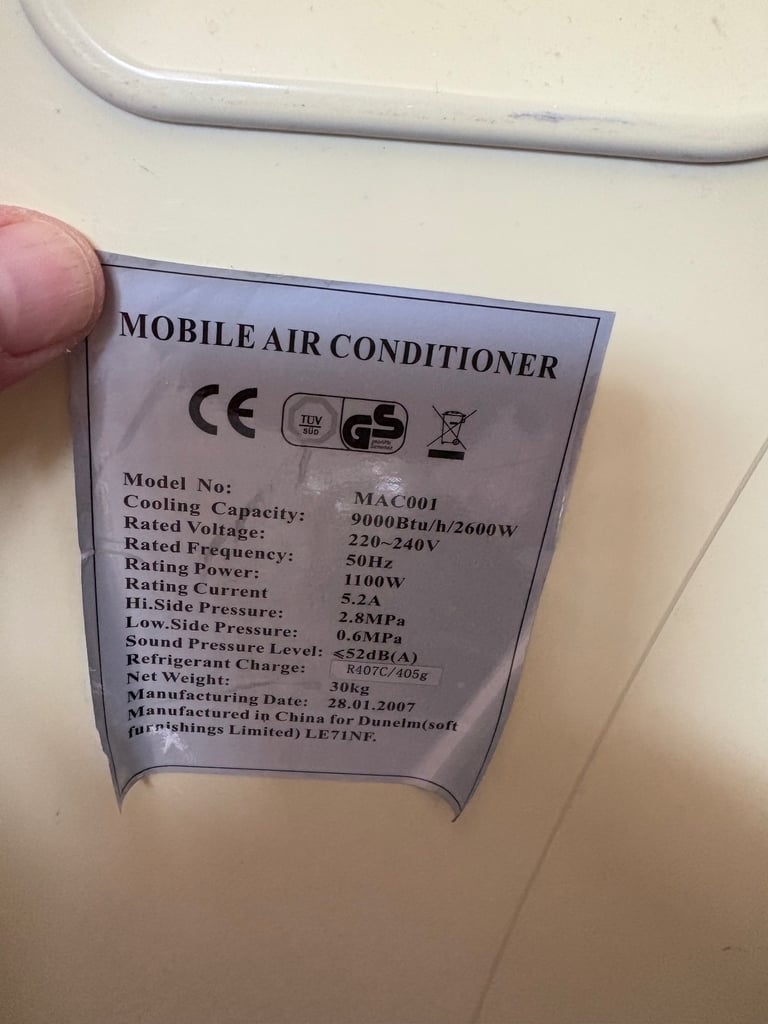 MOBILE AIR CONDITIONER
CE TÜV SÜD GS geprüfte Sicherheit
Model No: MAC001
Cooling Capacity: 9000Btu/h/2600W
Rated Voltage: 220~240V
Rated Frequency: 50Hz
Rating Power: 1100W
Rating Current 5.2A
Hi.Side Pressure: 2.8MPa
Low.Side Pressure: 0.6MPa
Sound Pressure Level: ≤52dB(A)
Refrigerant Charge: R407C/405g
Net Weight: 30kg
Manufacturing Date: 28.01.2007
Manufactured in China for Dunelm(soft
furnishings Limited) LE71NF.